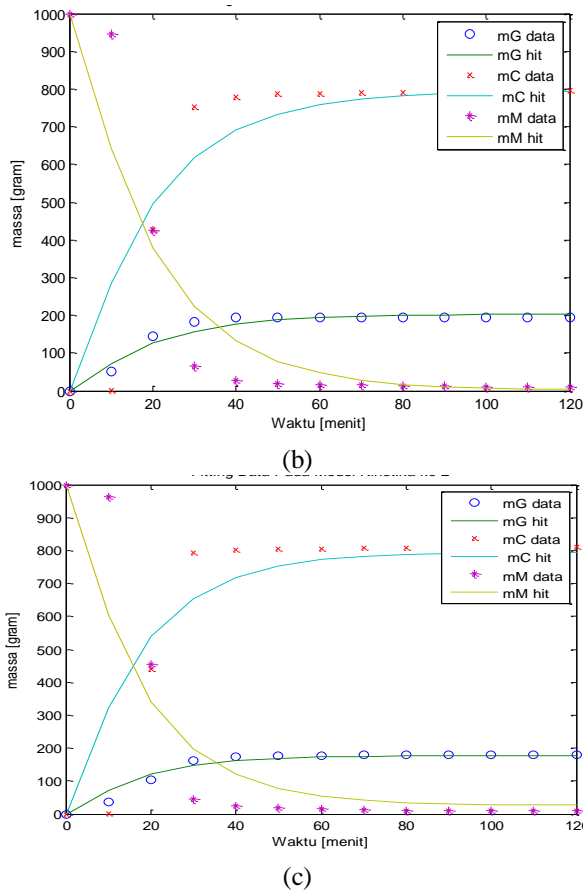 1000
900
800
700
600
500
400
300
200
100
0
massa [gram]
mG data
mG hit
mC data
mC hit
mM data
mM hit
0 20 40 60 80 100 120
Waktu [menit]
(b)
1000
900
800
700
600
500
400
300
200
100
0
massa [gram]
mG data
mG hit
mC data
mC hit
mM data
mM hit
0 20 40 60 80 100 120
Waktu [menit]
(c)